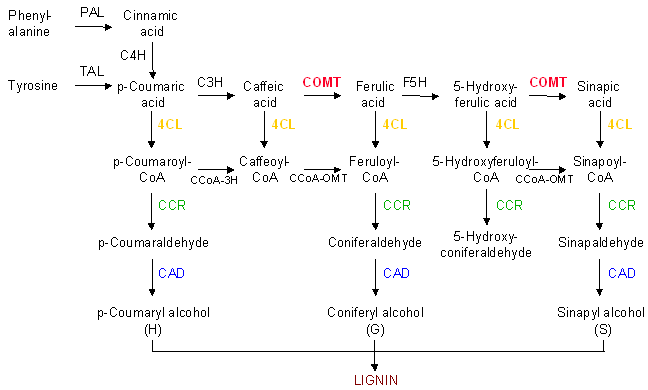 Phenyl-
alanine
PAL
Cinnamic
acid
C4H
Tyrosine
TAL
p-Coumaric
acid
C3H
Caffeic
acid
COMT
Ferulic
acid
F5H
5-Hydroxy-
ferulic acid
COMT
Sinapic
acid
4CL
4CL
4CL
4CL
4CL
p-Coumaroyl-
CoA
CCoA-3H
Caffeoyl-
CoA
CCoA-OMT
Feruloyl-
CoA
5-Hydroxyferuloyl-
CoA
CCoA-OMT
Sinapoyl-
CoA
CCR
CCR
CCR
CCR
p-Coumaraldehyde
Coniferaldehyde
5-Hydroxy-
coniferaldehyde
Sinapaldehyde
CAD
CAD
CAD
p-Coumaryl alcohol
(H)
Coniferyl alcohol
(G)
Sinapyl alcohol
(S)
LIGNIN